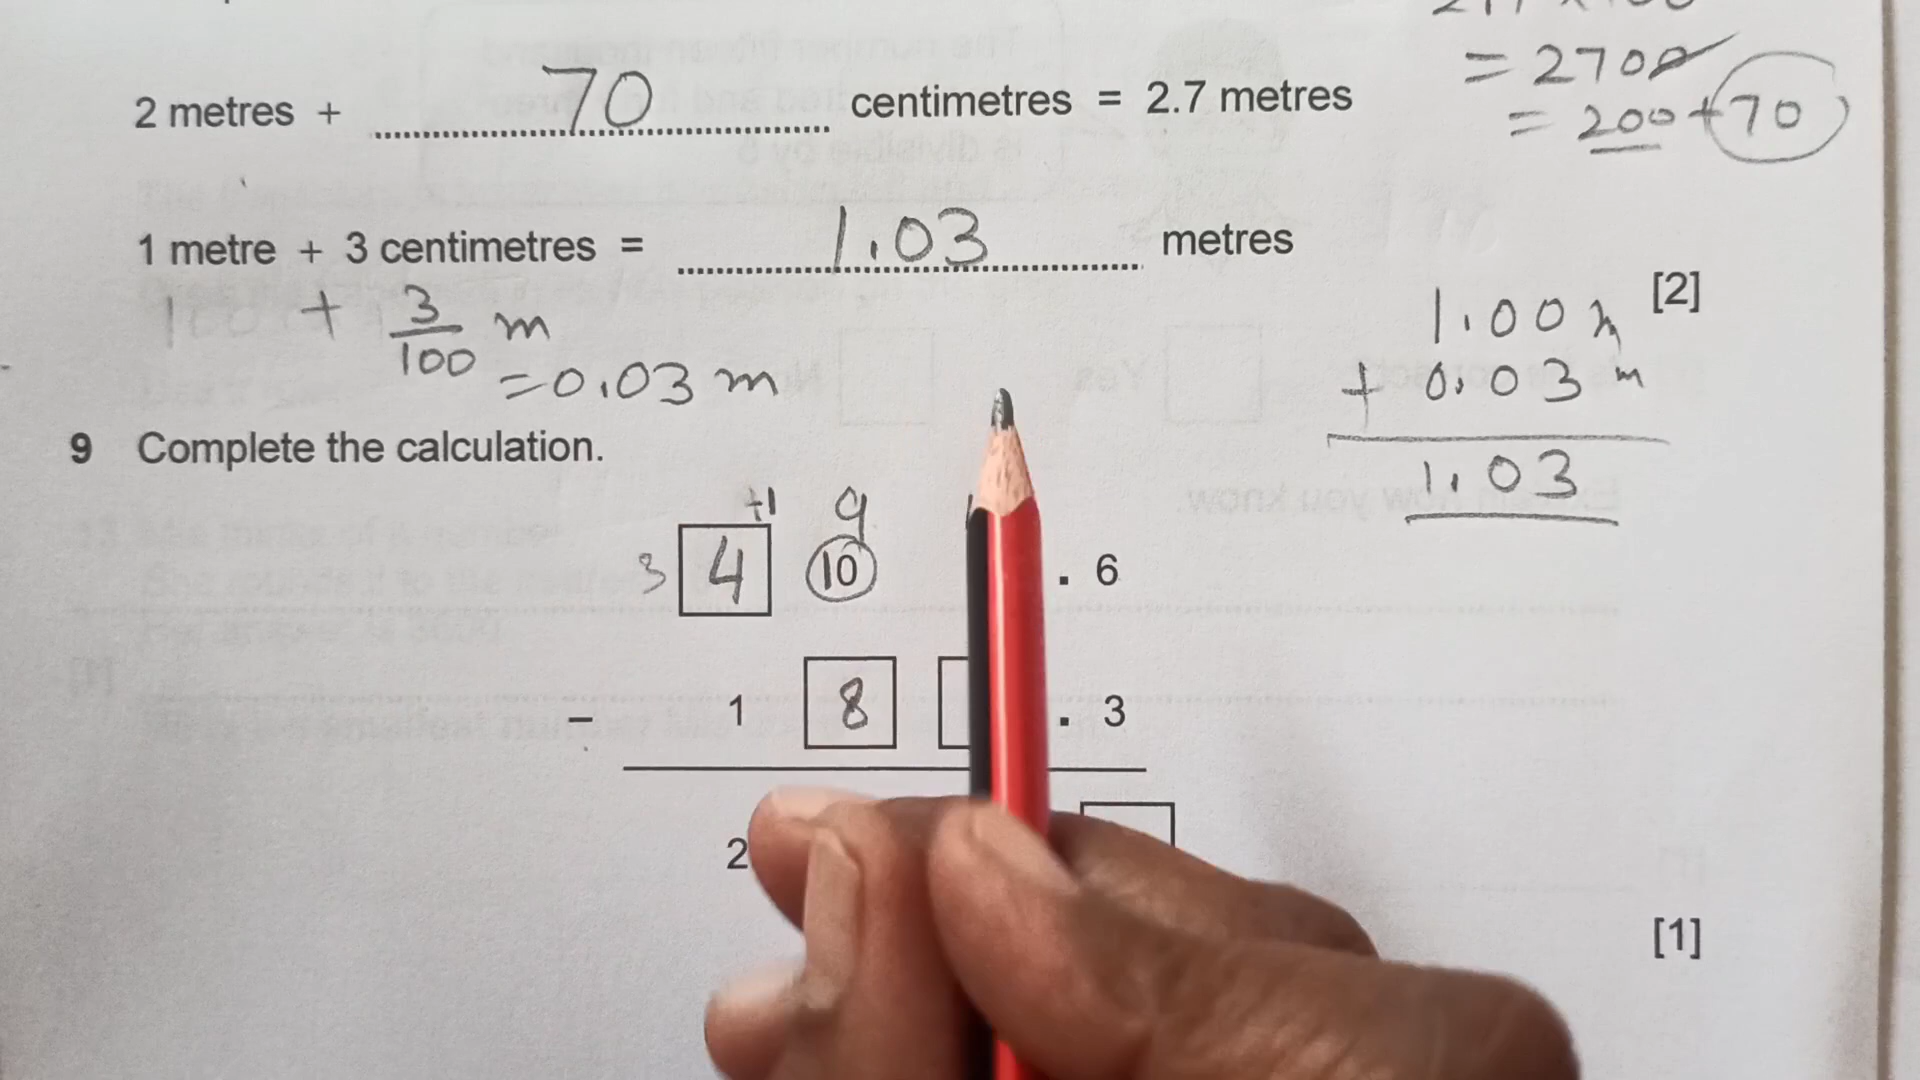 = 2700
2 metres + 70 centimetres = 2.7 metres
= 200 + 70
1 metre + 3 centimetres = 1.03 metres
[2]
100 + 3/100 m
= 0.03 m
1.00 m
+ 0.03 m
1.03
9 Complete the calculation.
+1 9
3 4 10 . 6
- 1 8 . 3
2
[1]